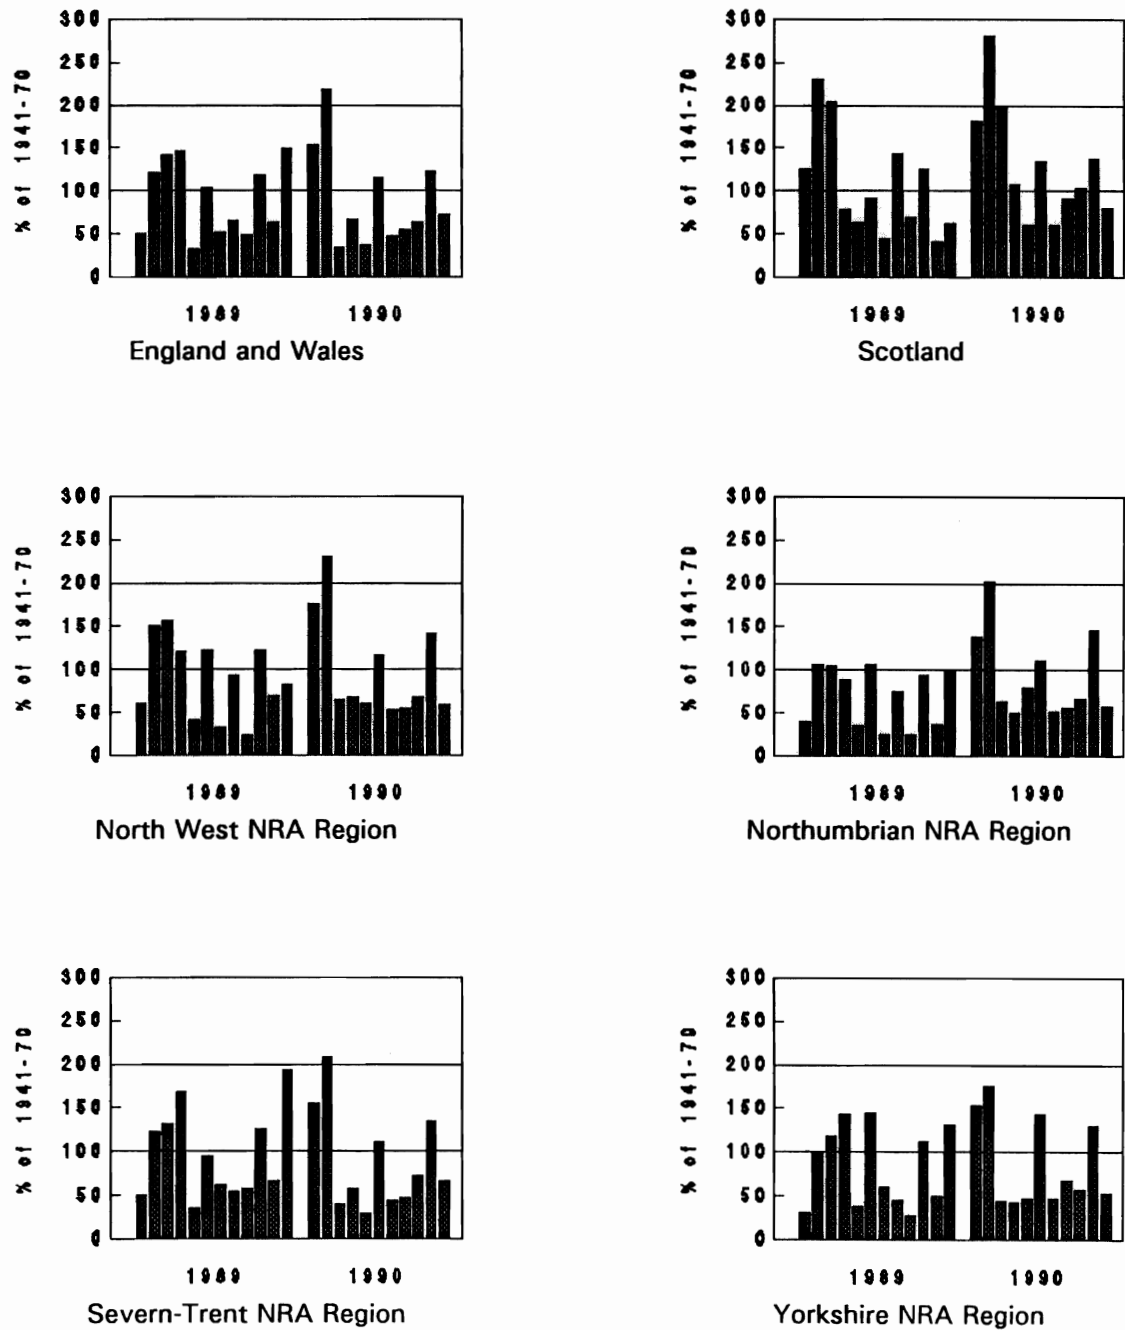 300 300
250 250
200 200
150 150
100 100
50 50
0 0
% of 1941-70 % of 1941-70
1989 1990 1989 1990
England and Wales Scotland
300 300
250 250
200 200
150 150
100 100
50 50
0 0
% of 1941-70 % of 1941-70
1989 1990 1989 1990
North West NRA Region Northumbrian NRA Region
300 300
250 250
200 200
150 150
100 100
50 50
0 0
% of 1941-70 % of 1941-70
1989 1990 1989 1990
Severn-Trent NRA Region Yorkshire NRA Region